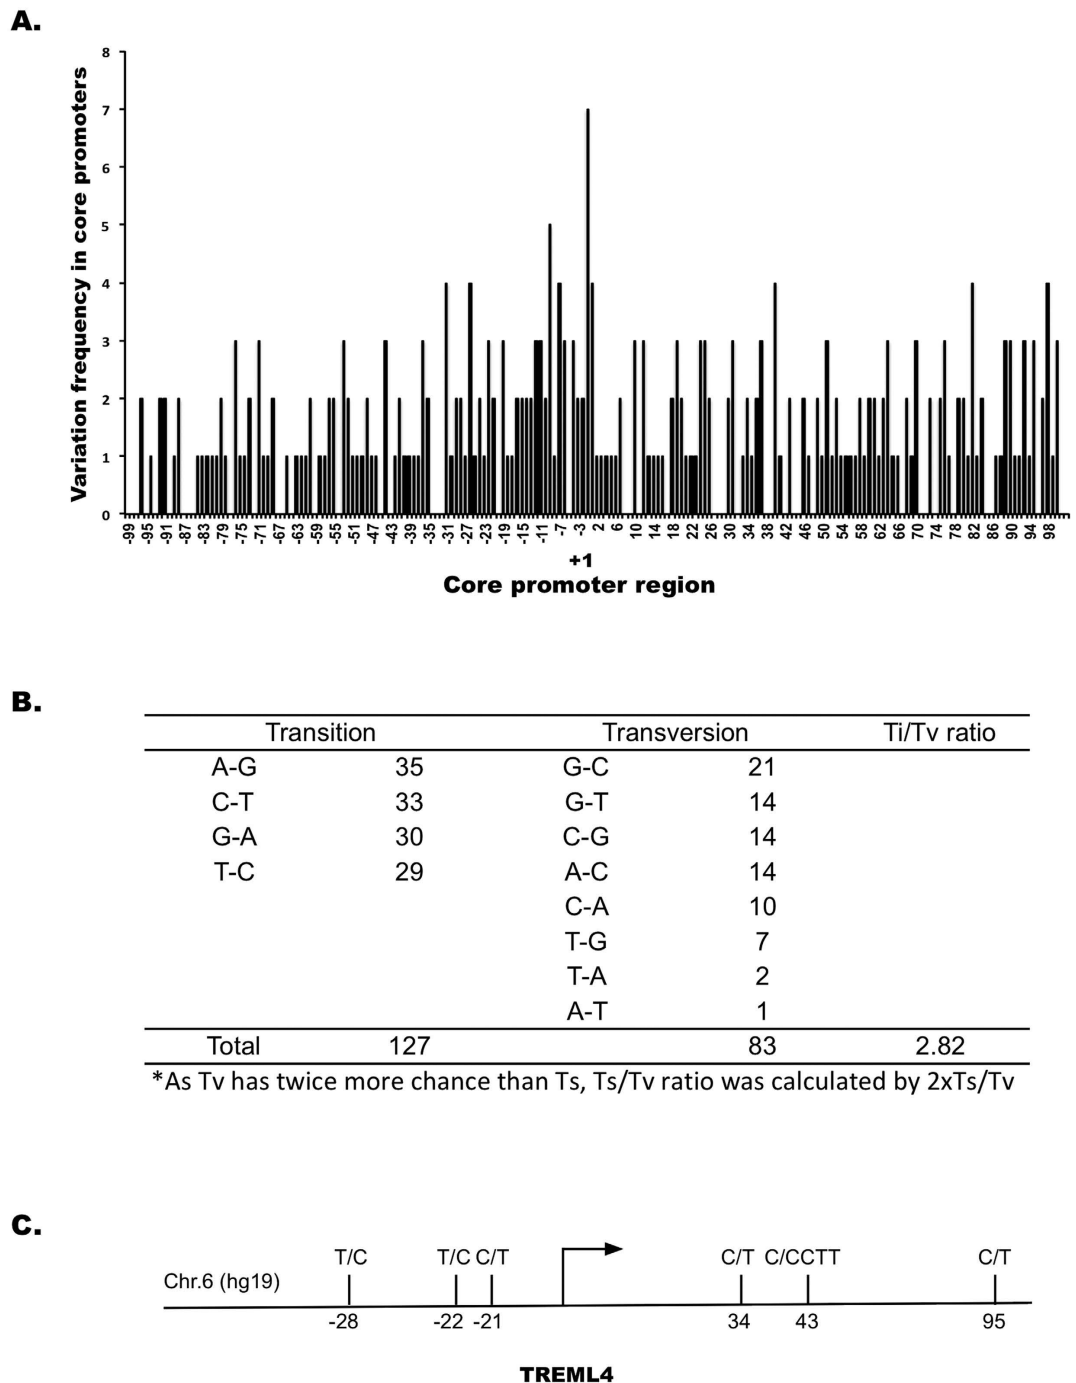 A.
Variation frequency in core promoters
8
7
6
5
4
3
2
1
0
-99 -95 -91 -87 -83 -79 -75 -71 -67 -63 -59 -55 -51 -47 -43 -39 -35 -31 -27 -23 -19 -15 -11 -7 -3 2 6 10 14 18 22 26 30 34 38 42 46 50 54 58 62 66 70 74 78 82 86 90 94 98
+1
Core promoter region
B.
Transition Transversion Ti/Tv ratio
A-G 35 G-C 21
C-T 33 G-T 14
G-A 30 C-G 14
T-C 29 A-C 14
C-A 10
T-G 7
T-A 2
A-T 1
Total 127 83 2.82
*As Tv has twice more chance than Ts, Ts/Tv ratio was calculated by 2xTs/Tv
C.
T/C T/C C/T C/T C/CCTT C/T
Chr.6 (hg19)
-28 -22 -21 34 43 95
TREML4